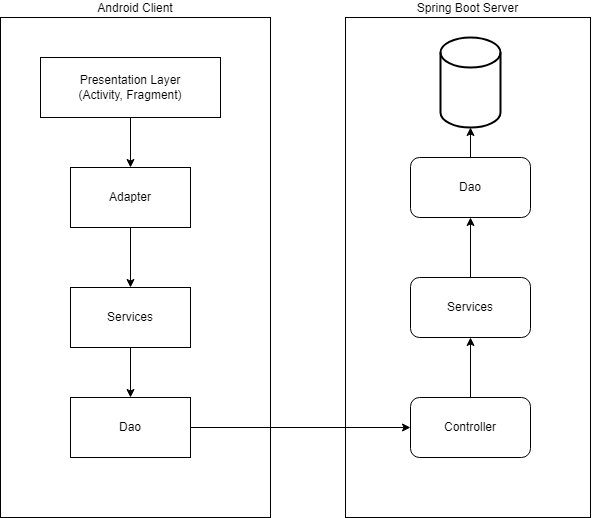 Android Client
Presentation Layer
(Activity, Fragment)
Adapter
Services
Dao
Spring Boot Server
Dao
Services
Controller